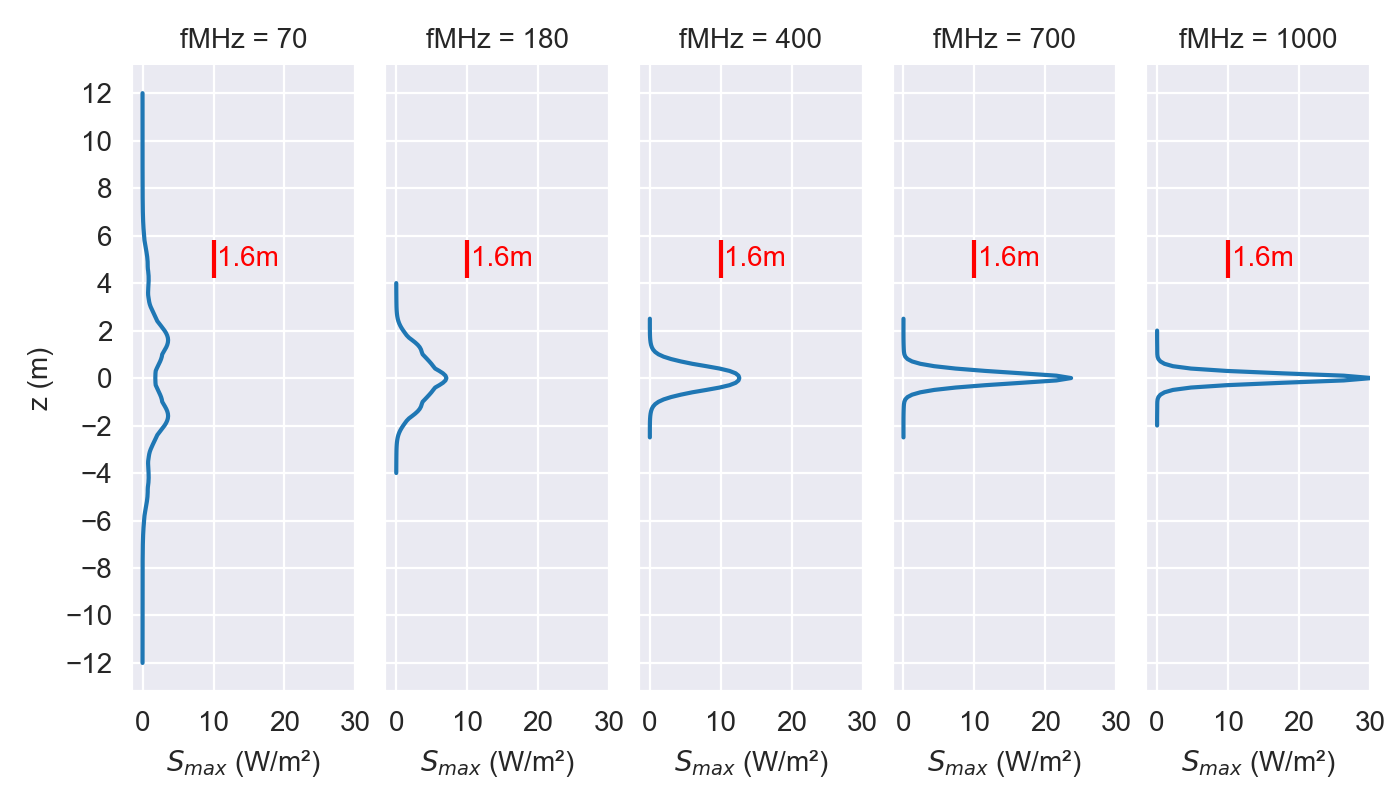 fMHz = 70 fMHz = 180 fMHz = 400 fMHz = 700 fMHz = 1000
12
10
8
6
1.6m 1.6m 1.6m 1.6m 1.6m
4
2
0
−2
−4
−6
−8
−10
−12
z (m)
0 10 20 30 0 10 20 30 0 10 20 30 0 10 20 30 0 10 20 30
Smax (W/m²) Smax (W/m²) Smax (W/m²) Smax (W/m²) Smax (W/m²)